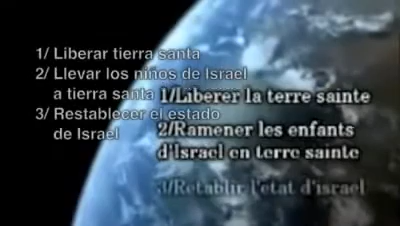 1/ Liberar tierra santa
2/ Llevar los niños de Israel
a tierra santa
3/ Restablecer el estado
de Israel
1/Liberer la terre sainte
2/Ramener les enfants
d'Israel en terre sainte
3/Retablir l'etat d'israel